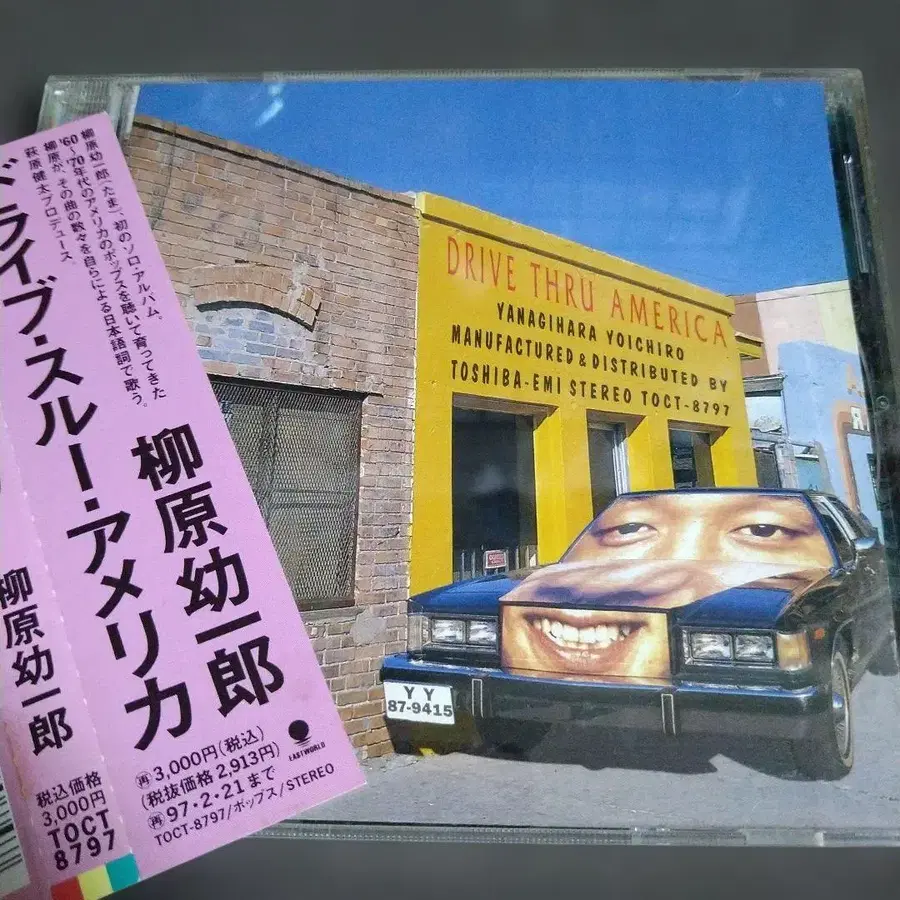 柳原幼一郎(たま)、初のソロ・アルバム。
'60〜'70年代のアメリカのポップスを聴いて育ってきた
柳原が、その曲の数々を自らによる日本語詞で歌う。
萩原健太プロデュース。
柳原幼一郎
ドライブ・スルー・アメリカ
EASTWORLD
再 3,000円(税込)
(税抜価格 2,913円)
再 97・2・21まで
TOCT-8797/ポップス/STEREO
柳原幼一郎
税込価格
3,000円
TOCT
8797
DRIVE THRU AMERICA
YANAGIHARA YOICHIRO
MANUFACTURED & DISTRIBUTED BY
TOSHIBA-EMI STEREO TOCT-8797
Y Y
87-9415